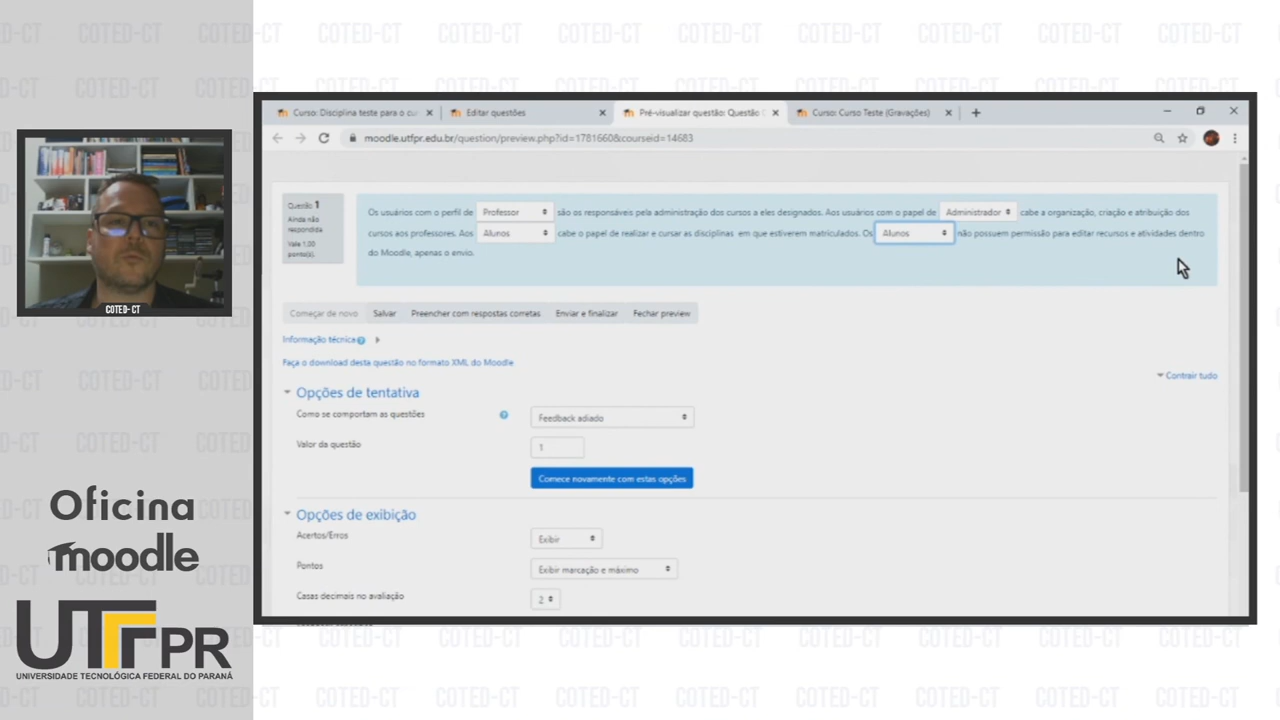 COTED-CT
Oficina
moodle
UTFPR
UNIVERSIDADE TECNOLÓGICA FEDERAL DO PARANÁ
Curso: Disciplina teste para o cur
Editar questões
Pré-visualizar questão: Questão
Curso: Curso Teste (Gravações)
moodle.utfpr.edu.br/question/preview.php?id=1781660&courseid=14683
Questão 1
Ainda não
respondida
Vale 1,00
ponto(s).
Os usuários com o perfil de Professor são os responsáveis pela administração dos cursos a eles designados. Aos usuários com o papel de Administrador cabe a organização, criação e atribuição dos
cursos aos professores. Aos Alunos cabe o papel de realizar e cursar as disciplinas em que estiverem matriculados. Os Alunos não possuem permissão para editar recursos e atividades dentro
do Moodle, apenas o envio.
Começar de novo Salvar Preencher com respostas corretas Enviar e finalizar Fechar preview
Informação técnica
Faça o download desta questão no formato XML do Moodle
Contrair tudo
Opções de tentativa
Como se comportam as questões Feedback adiado
Valor da questão 1
Comece novamente com estas opções
Opções de exibição
Acertos/Erros Exibir
Pontos Exibir marcação e máximo
Casas decimais no avaliação 2